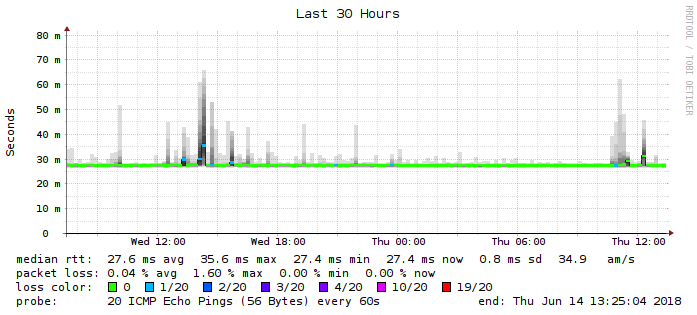 Last 30 Hours
RRDTOOL / TOBI OETIKER
Seconds
80 m
70 m
60 m
50 m
40 m
30 m
20 m
10 m
0
Wed 12:00 Wed 18:00 Thu 00:00 Thu 06:00 Thu 12:00
median rtt: 27.6 ms avg 35.6 ms max 27.4 ms min 27.4 ms now 0.8 ms sd 34.9 am/s
packet loss: 0.04 % avg 1.60 % max 0.00 % min 0.00 % now
loss color: 0 1/20 2/20 3/20 4/20 10/20 19/20
probe: 20 ICMP Echo Pings (56 Bytes) every 60s end: Thu Jun 14 13:25:04 2018